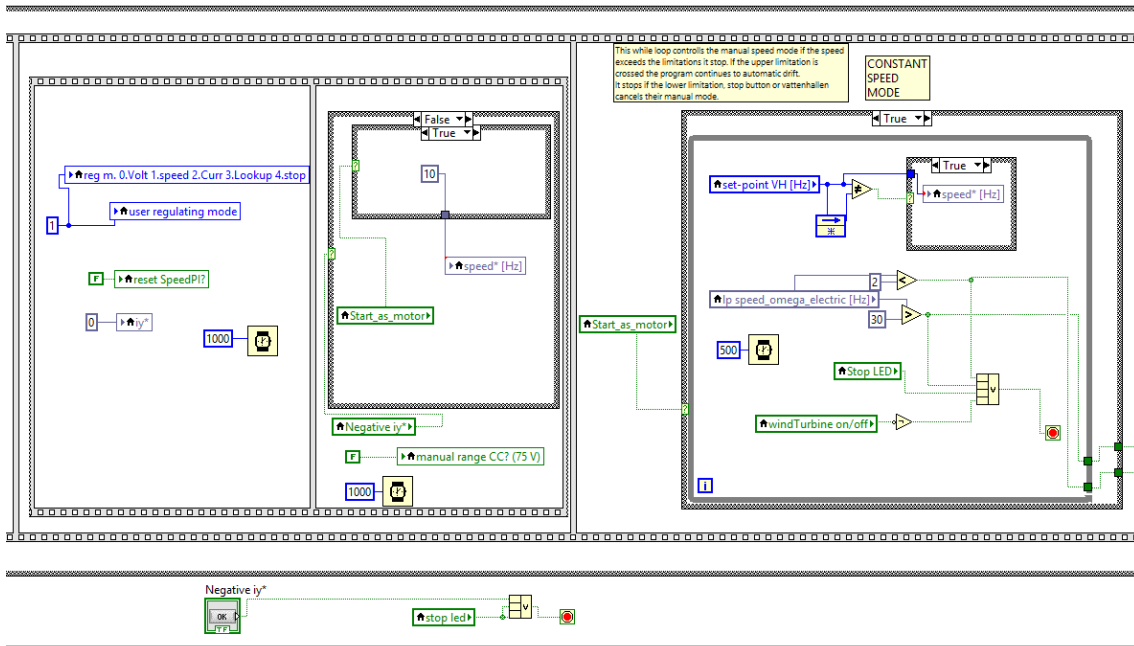 This while loop controls the manual speed mode if the speed
exceeds the limitations it stop. If the upper limitation is
crossed the program continues to automatic drift.
It stops if the lower limitation, stop button or vattenhallen
cancels their manual mode.
CONSTANT
SPEED
MODE
False
True
True
True
reg m. 0.Volt 1.speed 2.Curr 3.Lookup 4.stop
user regulating mode
1
F
reset SpeedPI?
0
iy*
1000
10
speed* [Hz]
Start_as_motor
Negative iy*
F
manual range CC? (75 V)
1000
Start_as_motor
set-point VH [Hz]
≠
speed* [Hz]
2
<
lp speed_omega_electric [Hz]
30
>
500
Stop LED
v
windTurbine on/off
i
Negative iy*
OK
TF
stop led
v